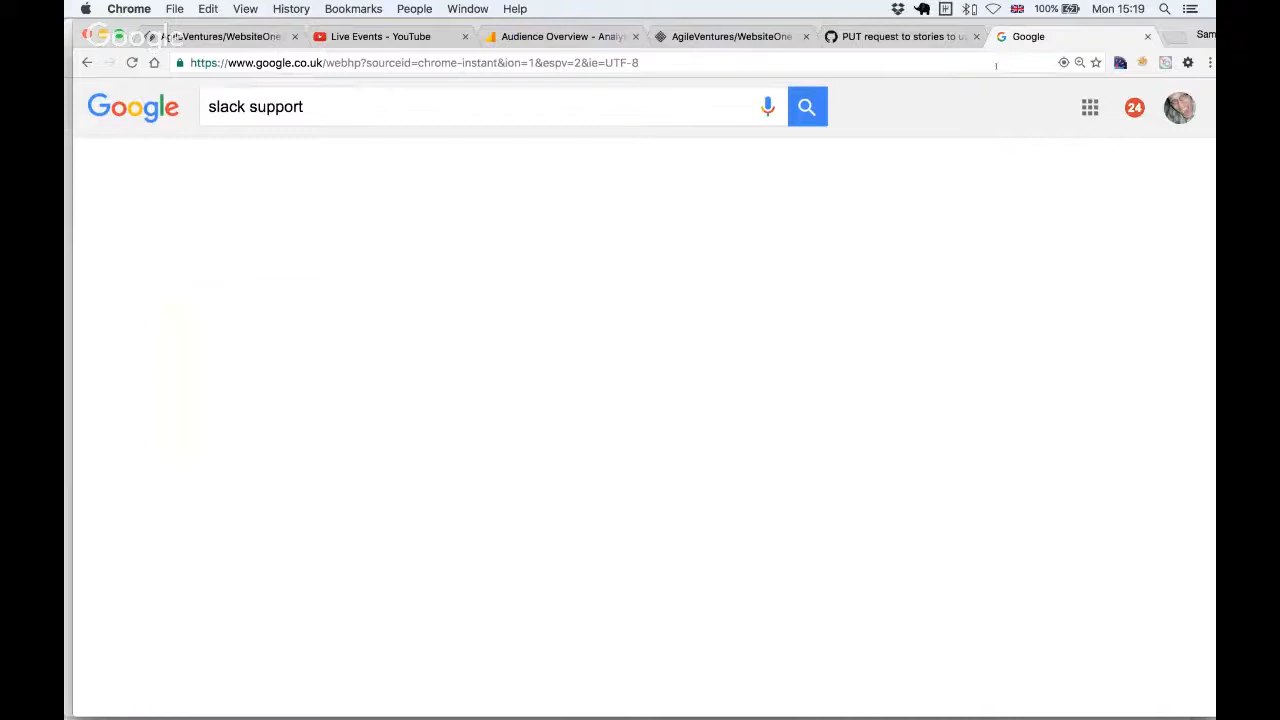 Chrome File Edit View History Bookmarks People Window Help 100% Mon 15:19
Google
AgileVentures/WebsiteOne Live Events - YouTube Audience Overview - Analy AgileVentures/WebsiteOne PUT request to stories to u Google Sam
https://www.google.co.uk/webhp?sourceid=chrome-instant&ion=1&espv=2&ie=UTF-8
Google slack support 24